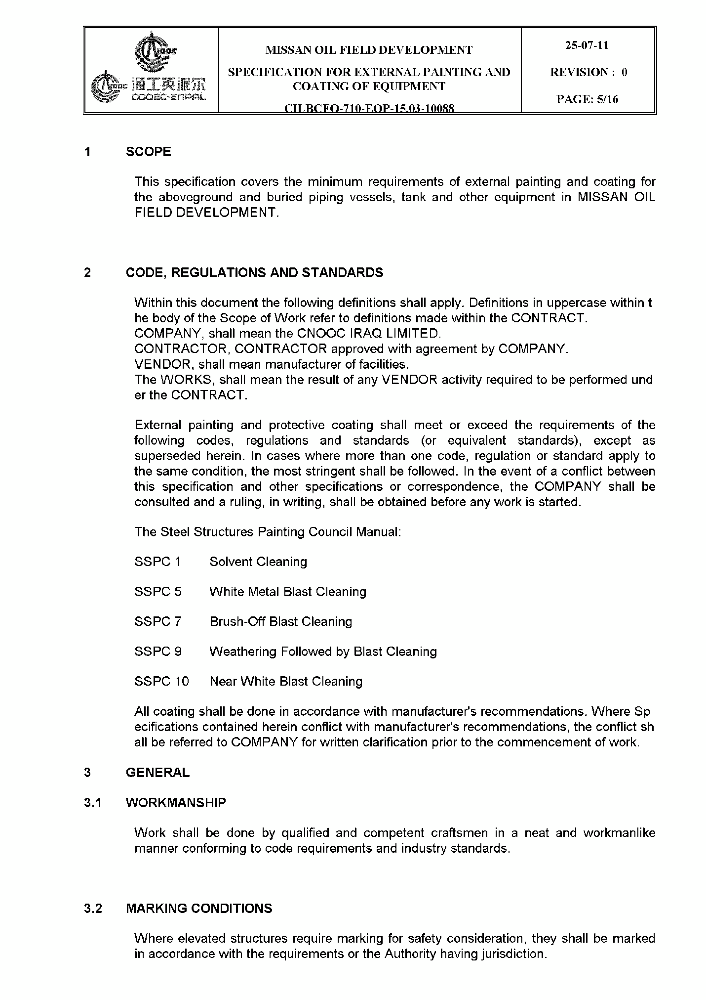 MISSAN OIL FIELD DEVELOPMENT
SPECIFICATION FOR EXTERNAL PAINTING AND
COATING OF EQUIPMENT
CILBCFO-710-EOP-15.03-10088
25-07-11
REVISION : 0
PAGE: 5/16
海工英派尔
COOEC-ENPAL
1 SCOPE
This specification covers the minimum requirements of external painting and coating for
the aboveground and buried piping vessels, tank and other equipment in MISSAN OIL
FIELD DEVELOPMENT.
2 CODE, REGULATIONS AND STANDARDS
Within this document the following definitions shall apply. Definitions in uppercase within t
he body of the Scope of Work refer to definitions made within the CONTRACT.
COMPANY, shall mean the CNOOC IRAQ LIMITED.
CONTRACTOR, CONTRACTOR approved with agreement by COMPANY.
VENDOR, shall mean manufacturer of facilities.
The WORKS, shall mean the result of any VENDOR activity required to be performed und
er the CONTRACT.
External painting and protective coating shall meet or exceed the requirements of the
following codes, regulations and standards (or equivalent standards), except as
superseded herein. In cases where more than one code, regulation or standard apply to
the same condition, the most stringent shall be followed. In the event of a conflict between
this specification and other specifications or correspondence, the COMPANY shall be
consulted and a ruling, in writing, shall be obtained before any work is started.
The Steel Structures Painting Council Manual:
SSPC 1 Solvent Cleaning
SSPC 5 White Metal Blast Cleaning
SSPC 7 Brush-Off Blast Cleaning
SSPC 9 Weathering Followed by Blast Cleaning
SSPC 10 Near White Blast Cleaning
All coating shall be done in accordance with manufacturer's recommendations. Where Sp
ecifications contained herein conflict with manufacturer's recommendations, the conflict sh
all be referred to COMPANY for written clarification prior to the commencement of work.
3 GENERAL
3.1 WORKMANSHIP
Work shall be done by qualified and competent craftsmen in a neat and workmanlike
manner conforming to code requirements and industry standards.
3.2 MARKING CONDITIONS
Where elevated structures require marking for safety consideration, they shall be marked
in accordance with the requirements or the Authority having jurisdiction.